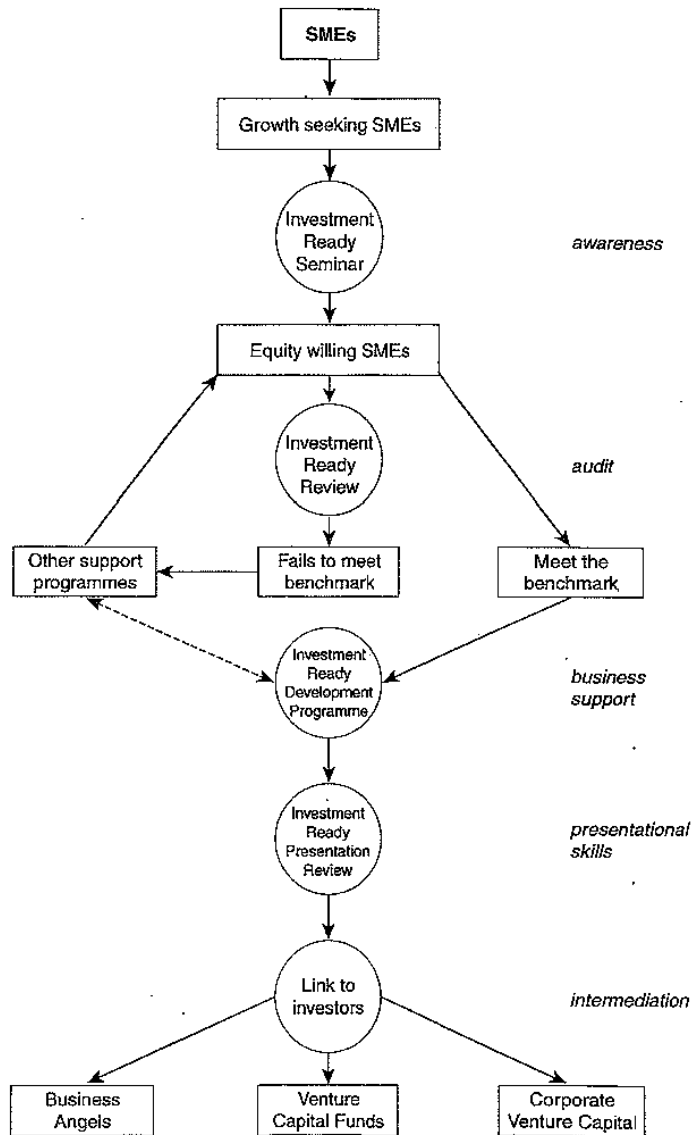 SMEs
Growth seeking SMEs
Investment
Ready
Seminar
awareness
Equity willing SMEs
Investment
Ready
Review
audit
Other support
programmes
Fails to meet
benchmark
Meet the
benchmark
Investment
Ready
Development
Programme
business
support
Investment
Ready
Presentation
Review
presentational
skills
Link to
investors
intermediation
Business
Angels
Venture
Capital Funds
Corporate
Venture Capital